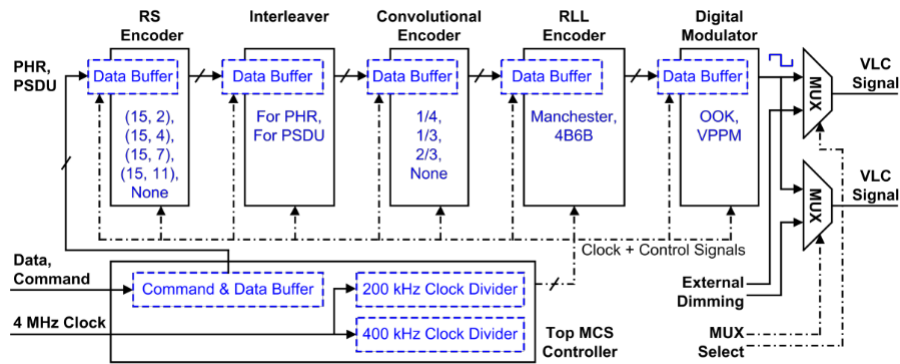 RS
Encoder
Interleaver
Convolutional
Encoder
RLL
Encoder
Digital
Modulator
PHR,
PSDU
Data Buffer
Data Buffer
Data Buffer
Data Buffer
Data Buffer
MUX
VLC
Signal
(15, 2),
(15, 4),
(15, 7),
(15, 11),
None
For PHR,
For PSDU
1/4,
1/3,
2/3,
None
Manchester,
4B6B
OOK,
VPPM
MUX
VLC
Signal
Clock + Control Signals
Data,
Command
Command & Data Buffer
200 kHz Clock Divider
External
Dimming
4 MHz Clock
400 kHz Clock Divider
Top MCS
Controller
MUX
Select